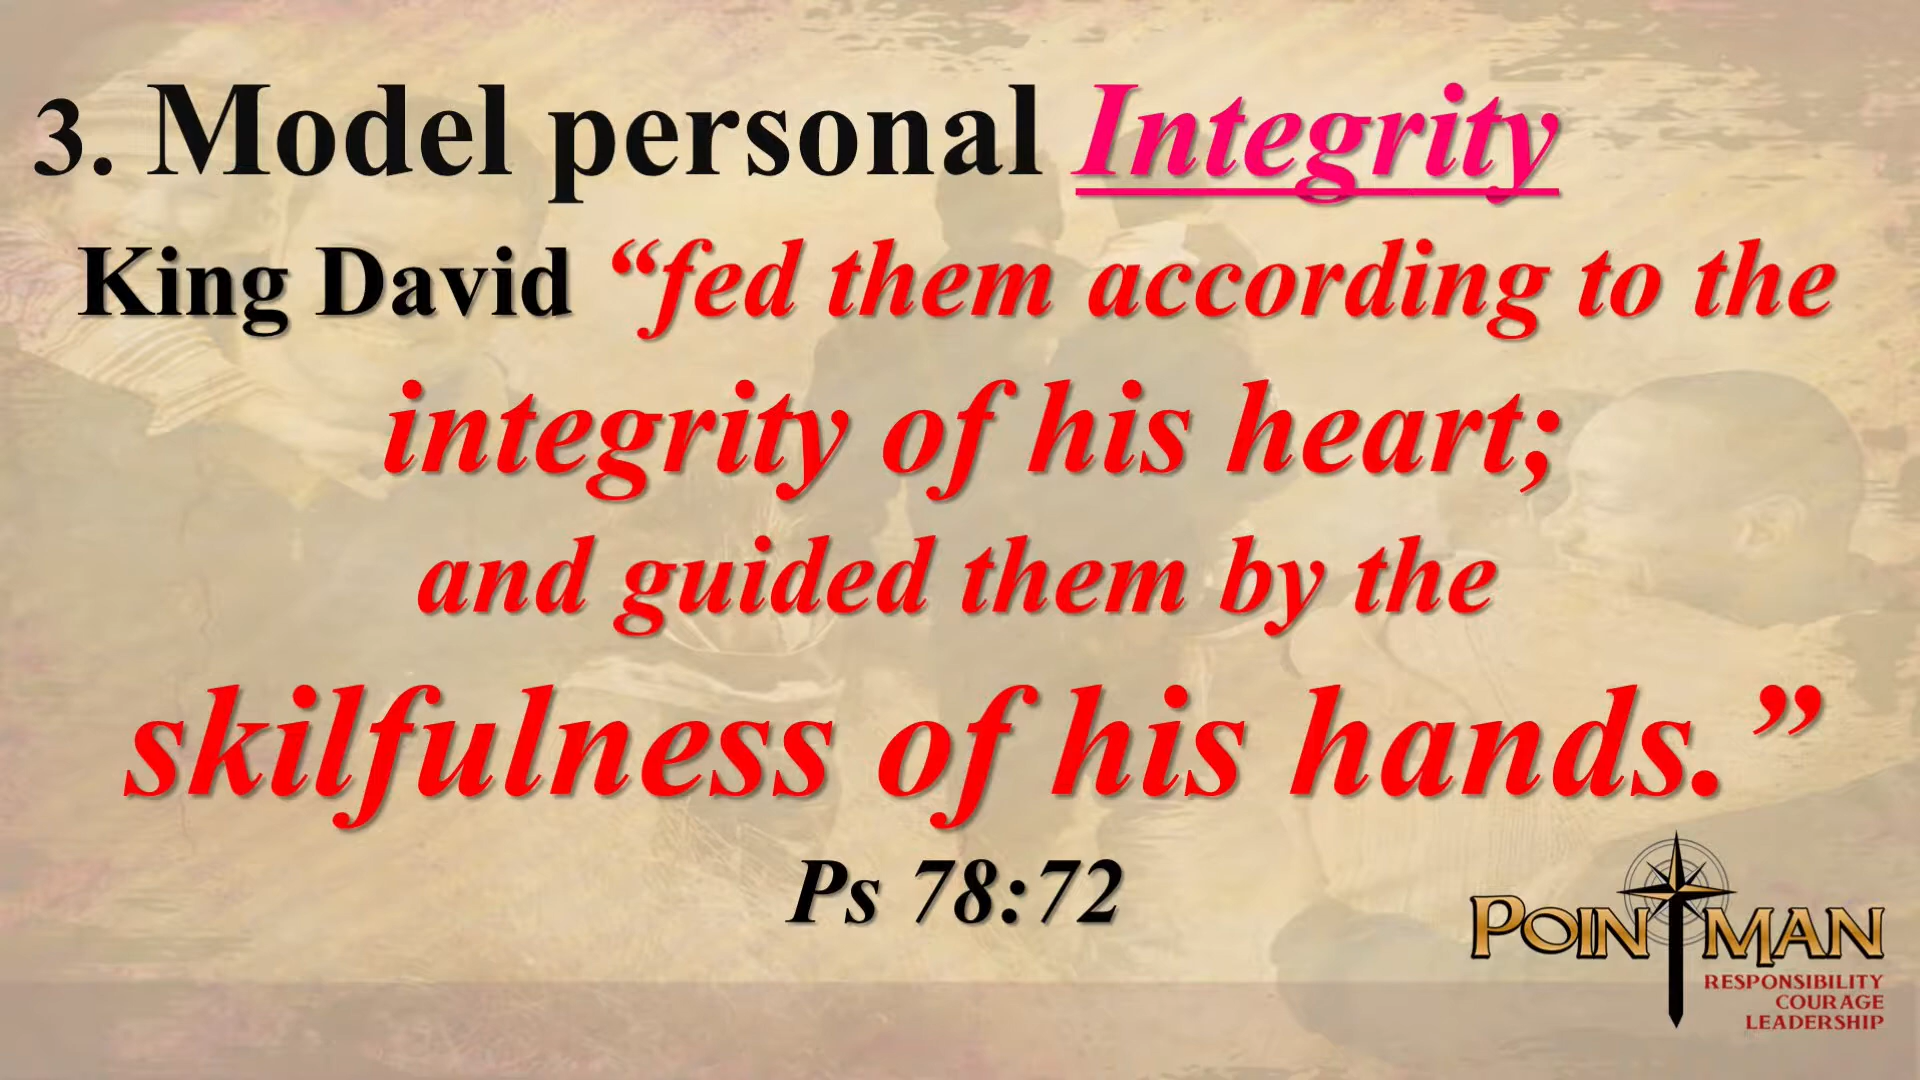 3. Model personal Integrity
King David “fed them according to the
integrity of his heart;
and guided them by the
skilfulness of his hands.”
Ps 78:72
POINTMAN
RESPONSIBILITY
COURAGE
LEADERSHIP